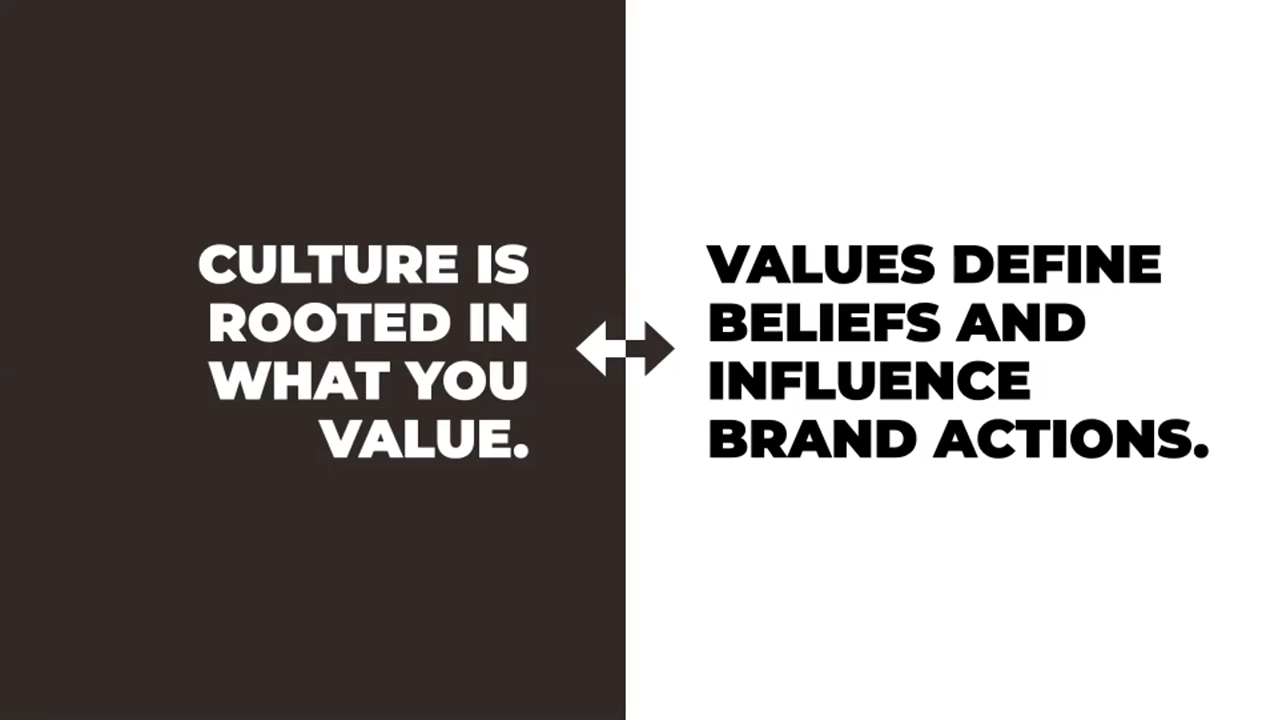 CULTURE IS
ROOTED IN
WHAT YOU
VALUE.
VALUES DEFINE
BELIEFS AND
INFLUENCE
BRAND ACTIONS.